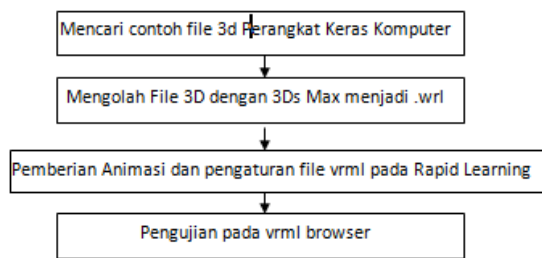 Mencari contoh file 3d Perangkat Keras Komputer
Mengolah File 3D dengan 3Ds Max menjadi .wrl
Pemberian Animasi dan pengaturan file vrml pada Rapid Learning
Pengujian pada vrml browser